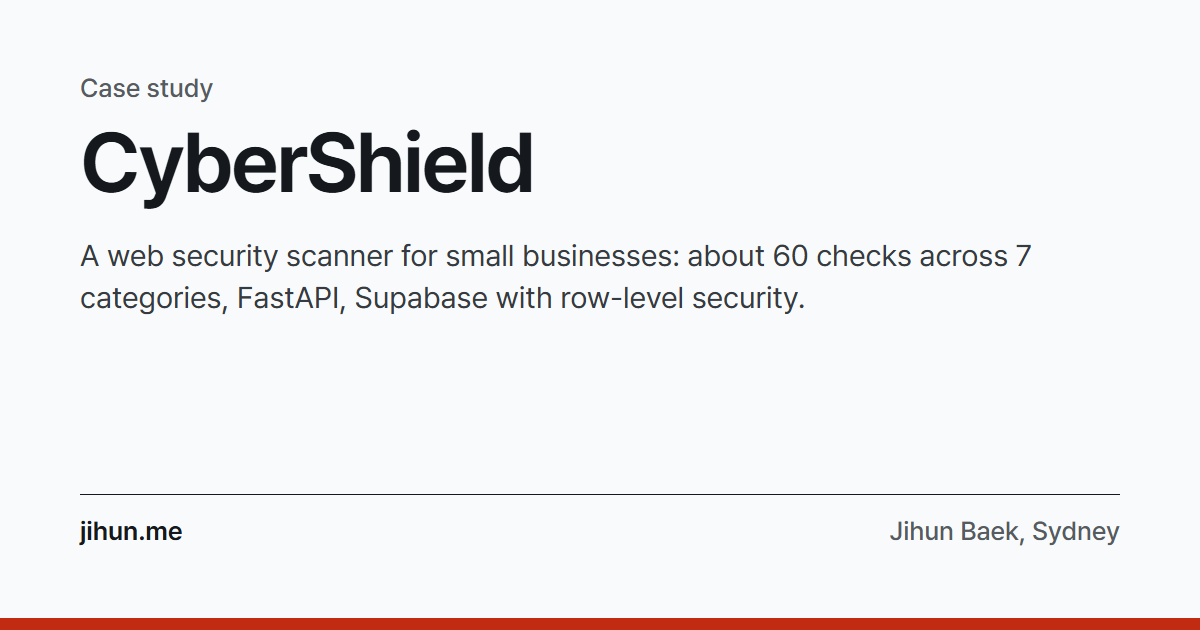 Case study
CyberShield
A web security scanner for small businesses: about 60 checks across 7
categories, FastAPI, Supabase with row-level security.
jihun.me
Jihun Baek, Sydney